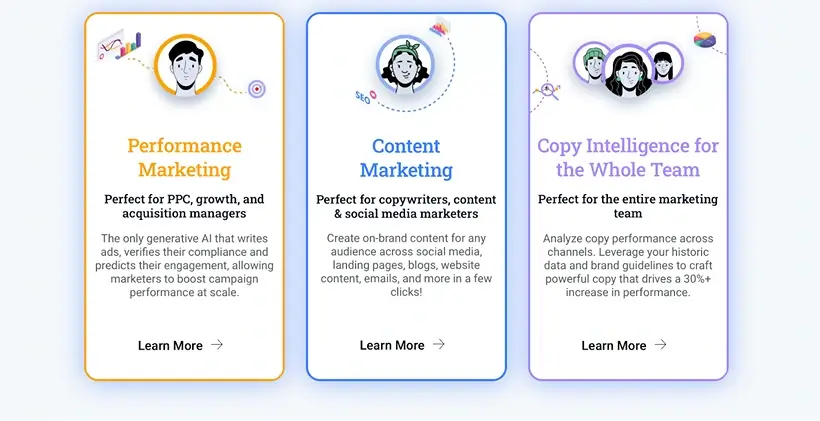 SEO
Performance
Marketing
Perfect for PPC, growth, and
acquisition managers
The only generative AI that writes
ads, verifies their compliance and
predicts their engagement, allowing
marketers to boost campaign
performance at scale.
Learn More
Content
Marketing
Perfect for copywriters, content
& social media marketers
Create on-brand content for any
audience across social media,
landing pages, blogs, website
content, emails, and more in a few
clicks!
Learn More
Copy Intelligence for
the Whole Team
Perfect for the entire marketing
team
Analyze copy performance across
channels. Leverage your historic
data and brand guidelines to craft
powerful copy that drives a 30%+
increase in performance.
Learn More